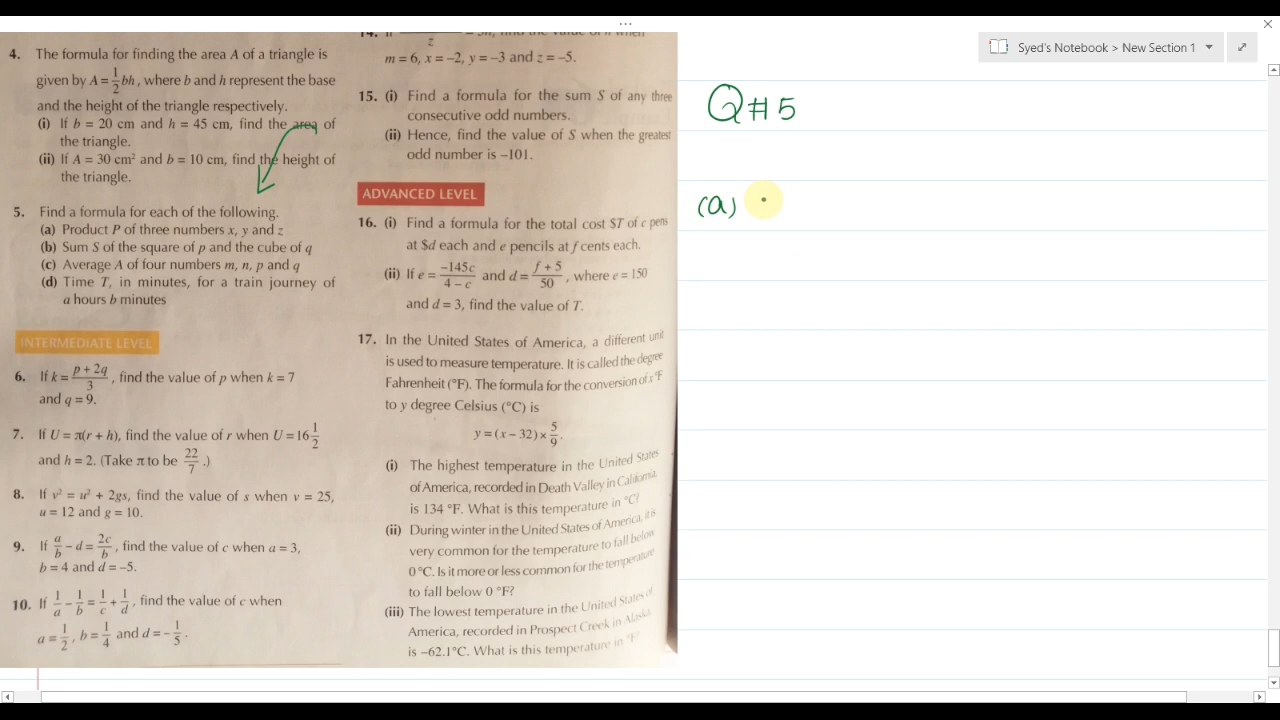 Syed's Notebook > New Section 1
4. The formula for finding the area A of a triangle is
given by A = 1/2 bh, where b and h represent the base
and the height of the triangle respectively.
(i) If b = 20 cm and h = 45 cm, find the area of
the triangle.
(ii) If A = 30 cm² and b = 10 cm, find the height of
the triangle.
5. Find a formula for each of the following.
(a) Product P of three numbers x, y and z
(b) Sum S of the square of p and the cube of q
(c) Average A of four numbers m, n, p and q
(d) Time T, in minutes, for a train journey of
a hours b minutes
INTERMEDIATE LEVEL
6. If k = (p + 2q)/3, find the value of p when k = 7
and q = 9.
7. If U = π(r + h), find the value of r when U = 16 1/2
and h = 2. (Take π to be 22/7.)
8. If v² = u² + 2gs, find the value of s when v = 25,
u = 12 and g = 10.
9. If a/b – d = 2c/b, find the value of c when a = 3,
b = 4 and d = –5.
10. If 1/a – 1/b = 1/c + 1/d, find the value of c when
a = 1/2, b = 1/4 and d = –1/5.
z
m = 6, x = –2, y = –3 and z = –5.
15. (i) Find a formula for the sum S of any three
consecutive odd numbers.
(ii) Hence, find the value of S when the greatest
odd number is –101.
ADVANCED LEVEL
16. (i) Find a formula for the total cost $T of c pens
at $d each and e pencils at f cents each.
(ii) If e = –145c/(4 – c) and d = (f + 5)/50, where e = 150
and d = 3, find the value of T.
17. In the United States of America, a different unit
is used to measure temperature. It is called the degree
Fahrenheit (°F). The formula for the conversion of x °F
to y degree Celsius (°C) is
y = (x – 32) × 5/9.
(i) The highest temperature in the United States
of America, recorded in Death Valley in California,
is 134 °F. What is this temperature in °C?
(ii) During winter in the United States of America, it is
very common for the temperature to fall below
0 °C. Is it more or less common for the temperature
to fall below 0 °F?
(iii) The lowest temperature in the United States of
America, recorded in Prospect Creek in Alaska,
is –62.1°C. What is this temperature in °F?
Q # 5
(a)